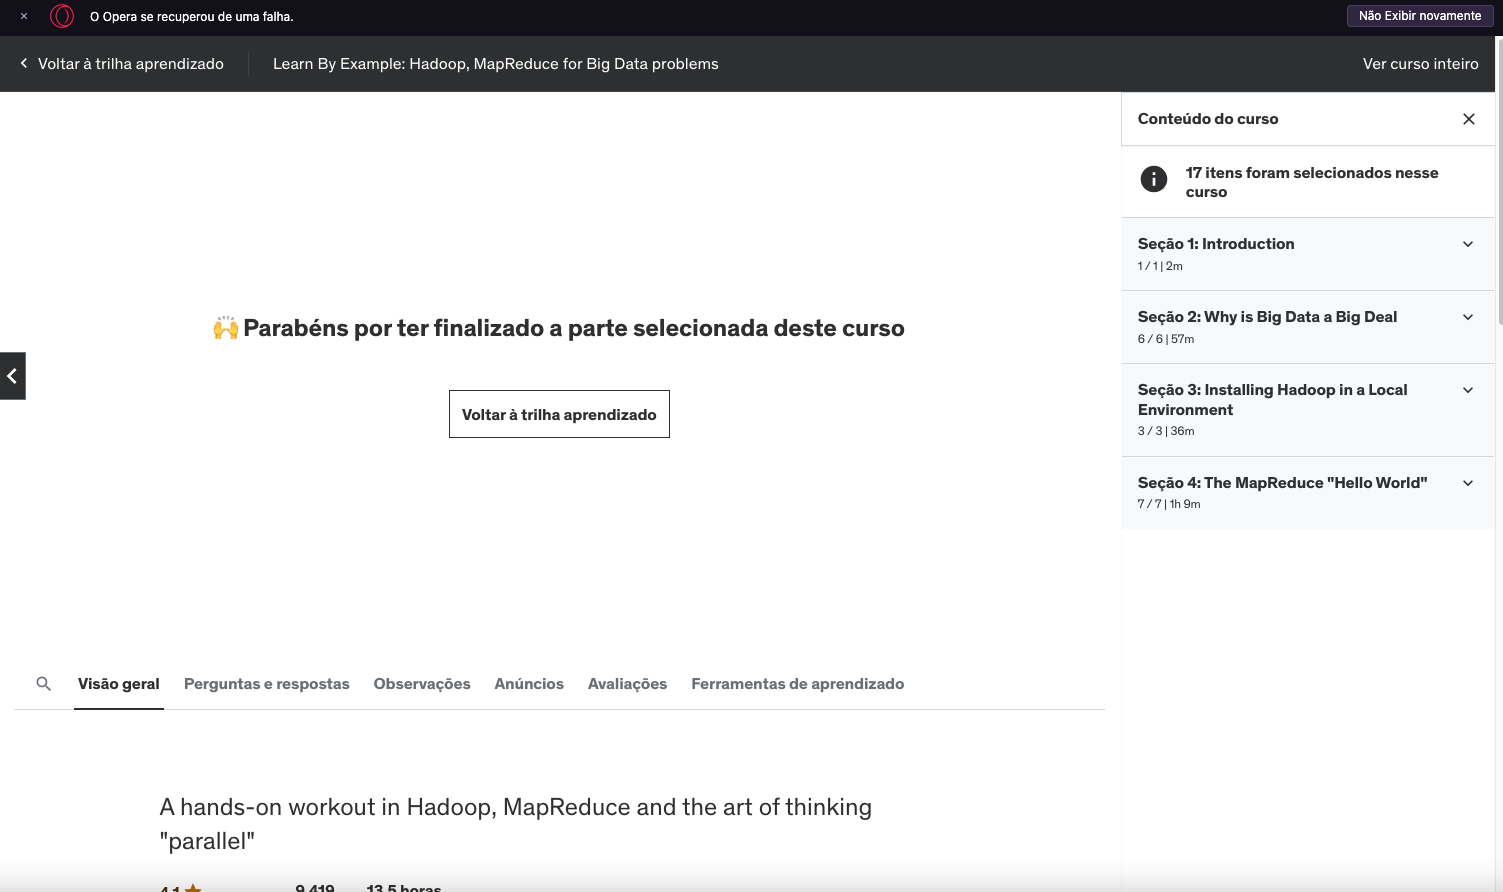 O Opera se recuperou de uma falha.
Não Exibir novamente
Voltar à trilha aprendizado
Learn By Example: Hadoop, MapReduce for Big Data problems
Ver curso inteiro
Conteúdo do curso
17 itens foram selecionados nesse
curso
Seção 1: Introduction
1 / 1 | 2m
Seção 2: Why is Big Data a Big Deal
6 / 6 | 57m
Seção 3: Installing Hadoop in a Local
Environment
3 / 3 | 36m
Seção 4: The MapReduce "Hello World"
7 / 7 | 1h 9m
🙌 Parabéns por ter finalizado a parte selecionada deste curso
Voltar à trilha aprendizado
Visão geral
Perguntas e respostas
Observações
Anúncios
Avaliações
Ferramentas de aprendizado
A hands-on workout in Hadoop, MapReduce and the art of thinking
"parallel"
4,1 ★
9.419
13,5 horas